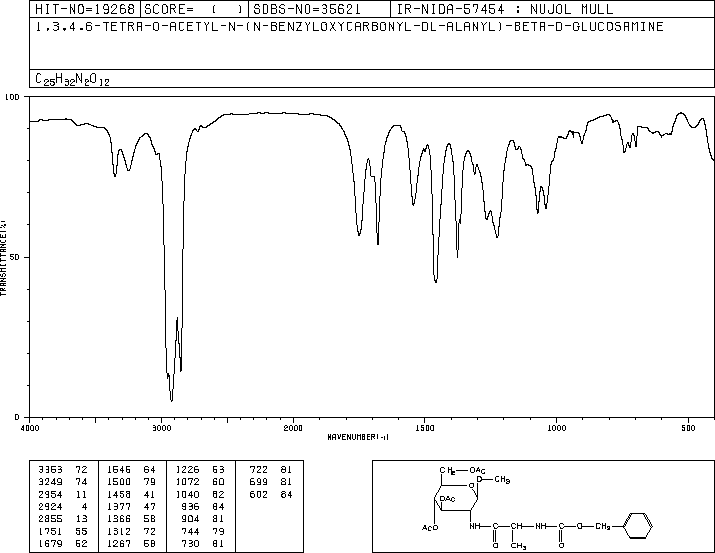 HIT-NO=19268 SCORE= ( ) SDBS-NO=35621 IR-NIDA-57454 : NUJOL MULL
1,3,4,6-TETRA-O-ACETYL-N-(N-BENZYLOXYCARBONYL-DL-ALANYL)-BETA-D-GLUCOSAMINE
C25H32N2O12
100
50
0
TRANSMITTANCE(%)
4000 3000 2000 1500 1000 500
WAVENUMBER(-1)
3363 72 1546 64 1226 53 722 81
3249 74 1500 79 1072 60 699 81
2954 11 1458 41 1040 62 602 84
2924 4 1377 47 936 84
2855 13 1366 58 904 81
1751 55 1312 72 744 79
1679 52 1267 58 730 81
CH2 OAC
O CH3
O
OAC
ACO NH C CH NH C O CH2
O CH3 O